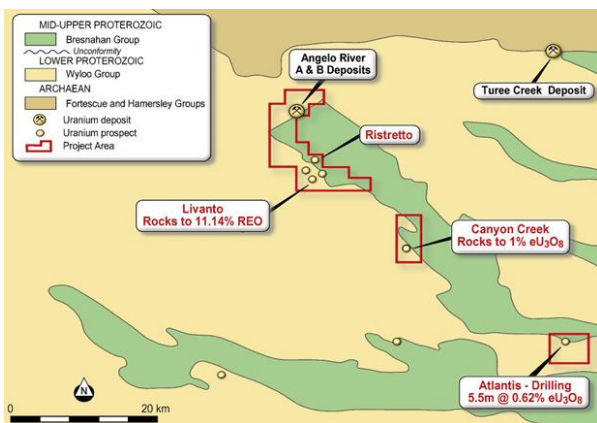 MID-UPPER PROTEROZOIC
Bresnahan Group
Unconformity
LOWER PROTEROZOIC
Wyloo Group
ARCHAEAN
Fortescue and Hamersley Groups
Uranium deposit
Uranium prospect
Project Area
Angelo River
A & B Deposits
Turee Creek Deposit
Ristretto
Livanto
Rocks to 11.14% REO
Canyon Creek
Rocks to 1% eU₃O₈
Atlantis - Drilling
5.5m @ 0.62% eU₃O₈
N
0 20 km